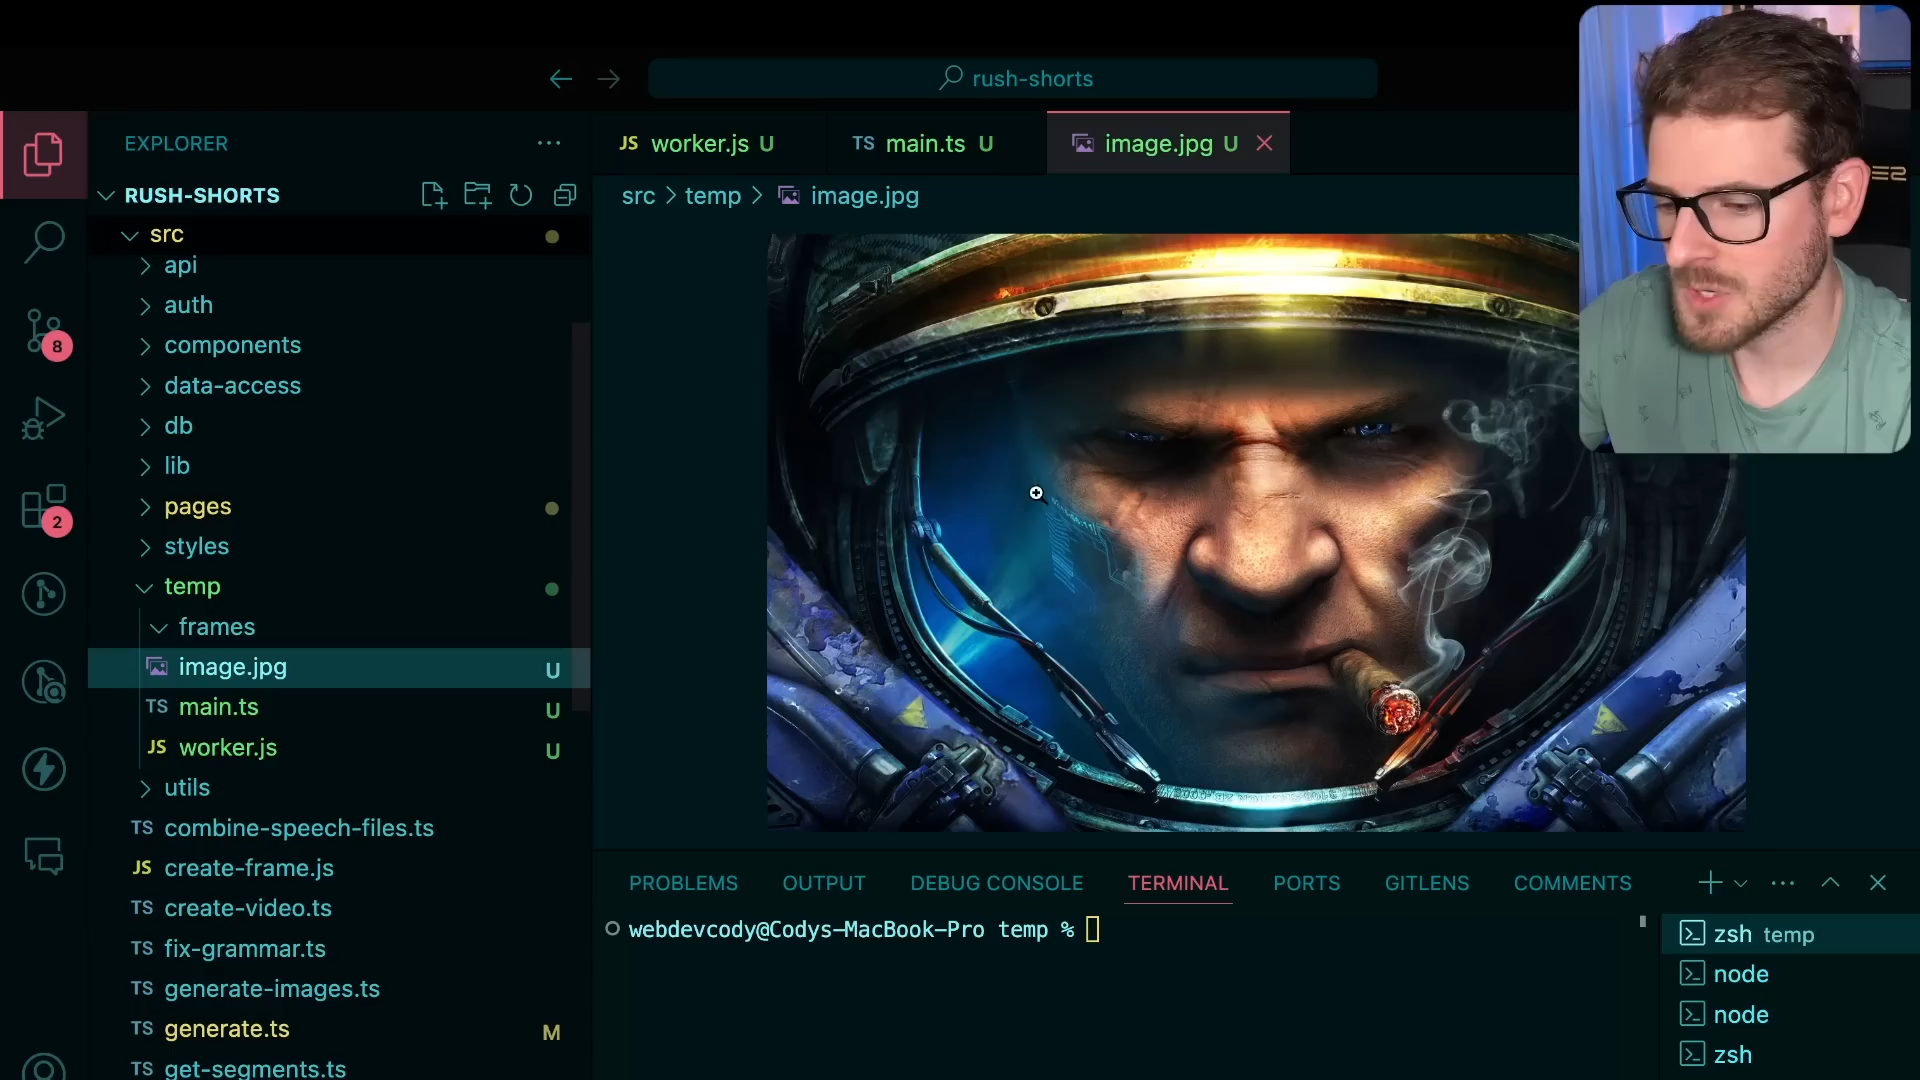 rush-shorts
EXPLORER
JS worker.js U
TS main.ts U
image.jpg U
RUSH-SHORTS
src > temp > image.jpg
src
api
auth
components
data-access
db
lib
pages
styles
temp
frames
image.jpg U
TS main.ts U
JS worker.js U
utils
TS combine-speech-files.ts
JS create-frame.js
TS create-video.ts
TS fix-grammar.ts
TS generate-images.ts
TS generate.ts M
TS get-segments.ts
8
2
PROBLEMS OUTPUT DEBUG CONSOLE TERMINAL PORTS GITLENS COMMENTS
webdevcody@Codys-MacBook-Pro temp %
zsh temp
node
node
zsh